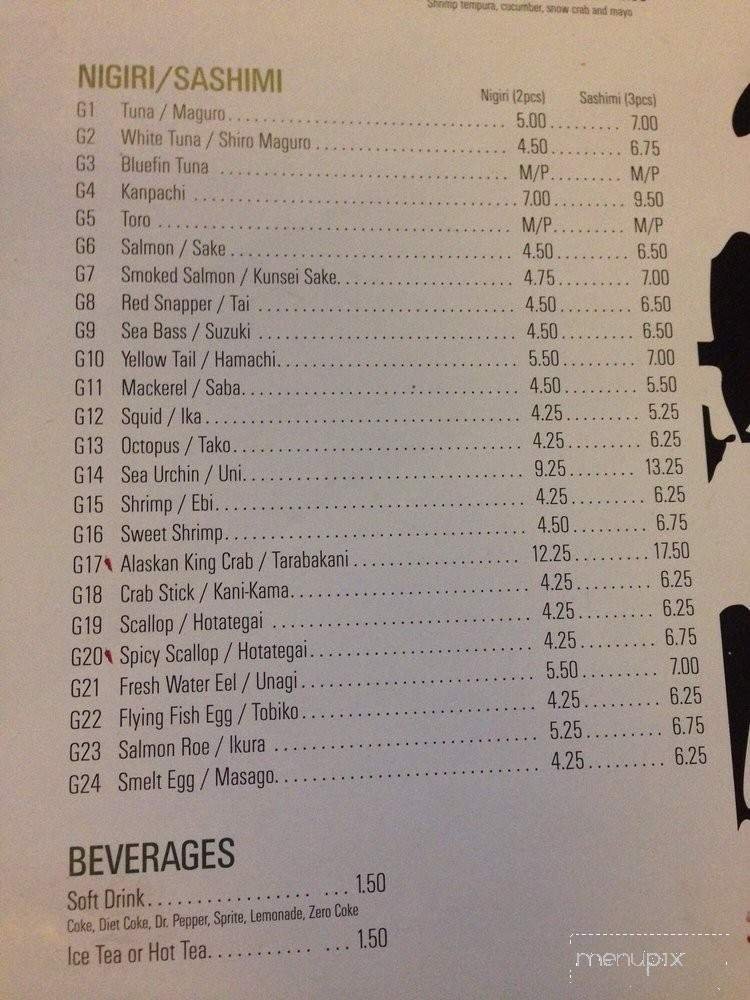 Shrimp tempura, cucumber, snow crab and mayo
NIGIRI/SASHIMI
Nigiri (2pcs) Sashimi (3pcs)
G1 Tuna / Maguro 5.00 7.00
G2 White Tuna / Shiro Maguro 4.50 6.75
G3 Bluefin Tuna M/P M/P
G4 Kanpachi 7.00 9.50
G5 Toro M/P M/P
G6 Salmon / Sake 4.50 6.50
G7 Smoked Salmon / Kunsei Sake 4.75 7.00
G8 Red Snapper / Tai 4.50 6.50
G9 Sea Bass / Suzuki 4.50 6.50
G10 Yellow Tail / Hamachi 5.50 7.00
G11 Mackerel / Saba 4.50 5.50
G12 Squid / Ika 4.25 5.25
G13 Octopus / Tako 4.25 6.25
G14 Sea Urchin / Uni 9.25 13.25
G15 Shrimp / Ebi 4.25 6.25
G16 Sweet Shrimp 4.50 6.75
G17 Alaskan King Crab / Tarabakani 12.25 17.50
G18 Crab Stick / Kani-Kama 4.25 6.25
G19 Scallop / Hotategai 4.25 6.25
G20 Spicy Scallop / Hotategai 4.25 6.75
G21 Fresh Water Eel / Unagi 5.50 7.00
G22 Flying Fish Egg / Tobiko 4.25 6.25
G23 Salmon Roe / Ikura 5.25 6.75
G24 Smelt Egg / Masago 4.25 6.25
BEVERAGES
Soft Drink 1.50
Coke, Diet Coke, Dr. Pepper, Sprite, Lemonade, Zero Coke
Ice Tea or Hot Tea 1.50
menupix